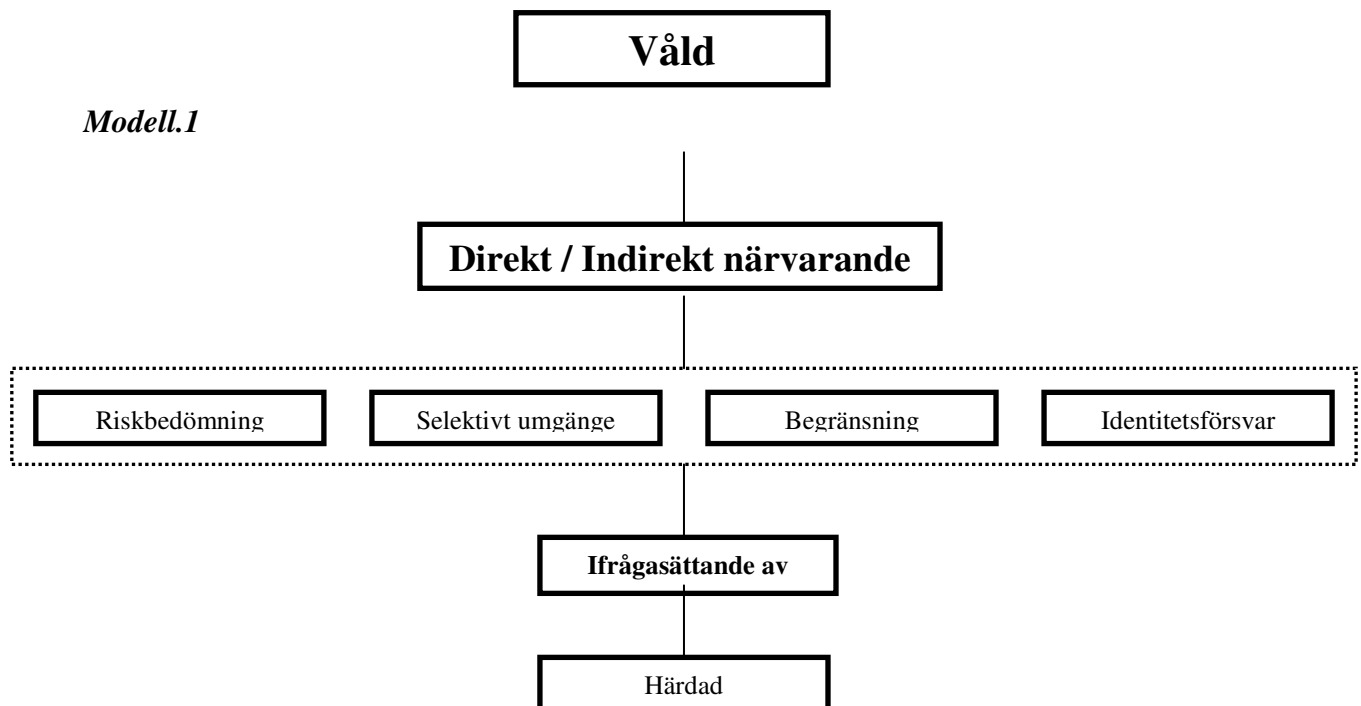 Våld
Modell.1
Direkt / Indirekt närvarande
Riskbedömning Selektivt umgänge Begränsning Identitetsförsvar
Ifrågasättande av
Härdad